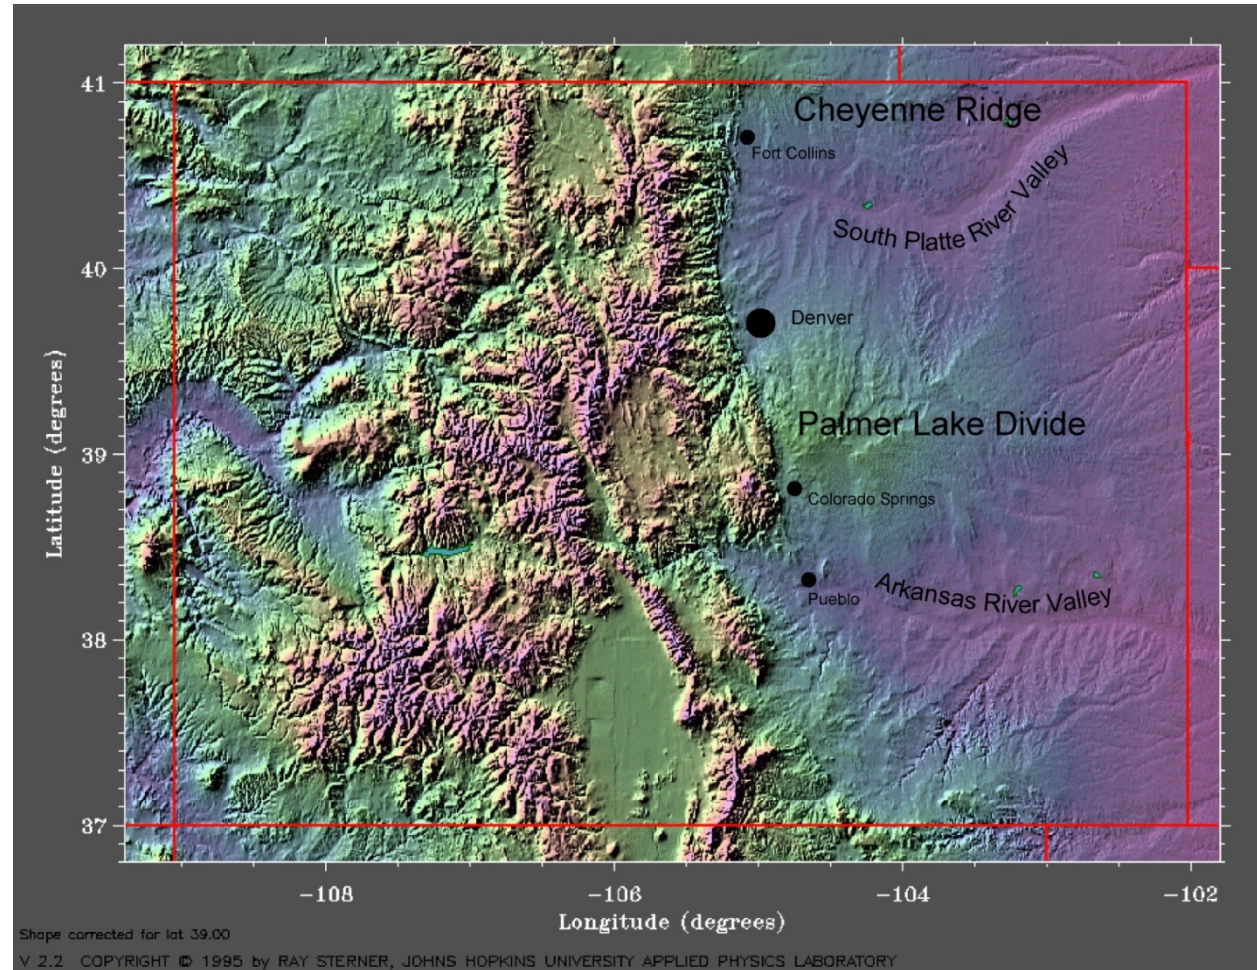 41
Cheyenne Ridge
Fort Collins
South Platte River Valley
40
Denver
Latitude (degrees)
Palmer Lake Divide
39
Colorado Springs
Arkansas River Valley
Pueblo
38
37
-108
-106
-104
-102
Longitude (degrees)
Shape corrected for lat 39.00
V 2.2 COPYRIGHT © 1995 by RAY STERNER, JOHNS HOPKINS UNIVERSITY APPLIED PHYSICS LABORATORY